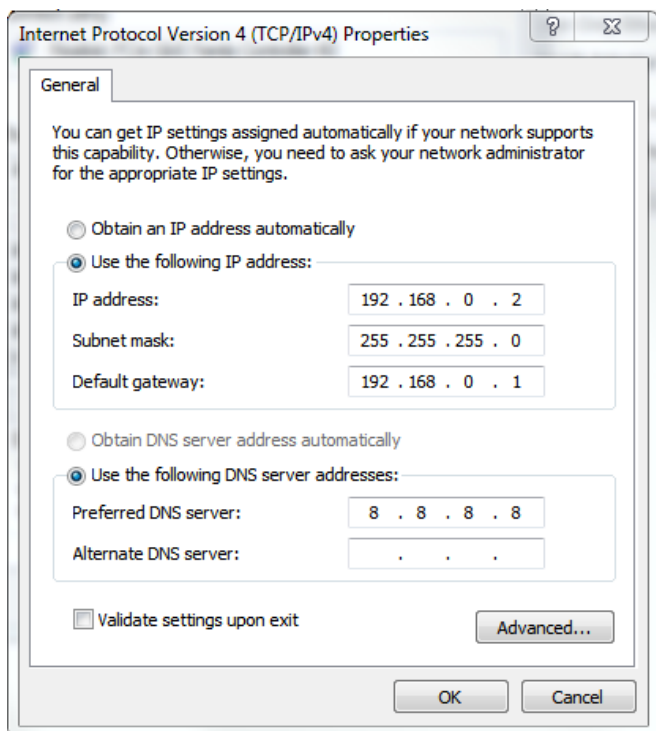 Internet Protocol Version 4 (TCP/IPv4) Properties
General
You can get IP settings assigned automatically if your network supports
this capability. Otherwise, you need to ask your network administrator
for the appropriate IP settings.
Obtain an IP address automatically
Use the following IP address:
IP address: 192 . 168 . 0 . 2
Subnet mask: 255 . 255 . 255 . 0
Default gateway: 192 . 168 . 0 . 1
Obtain DNS server address automatically
Use the following DNS server addresses:
Preferred DNS server: 8 . 8 . 8 . 8
Alternate DNS server: . . .
Validate settings upon exit
Advanced...
OK Cancel